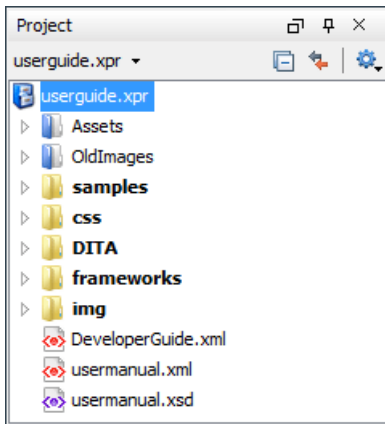 Project
userguide.xpr
userguide.xpr
Assets
OldImages
samples
css
DITA
frameworks
img
DeveloperGuide.xml
usermanual.xml
usermanual.xsd